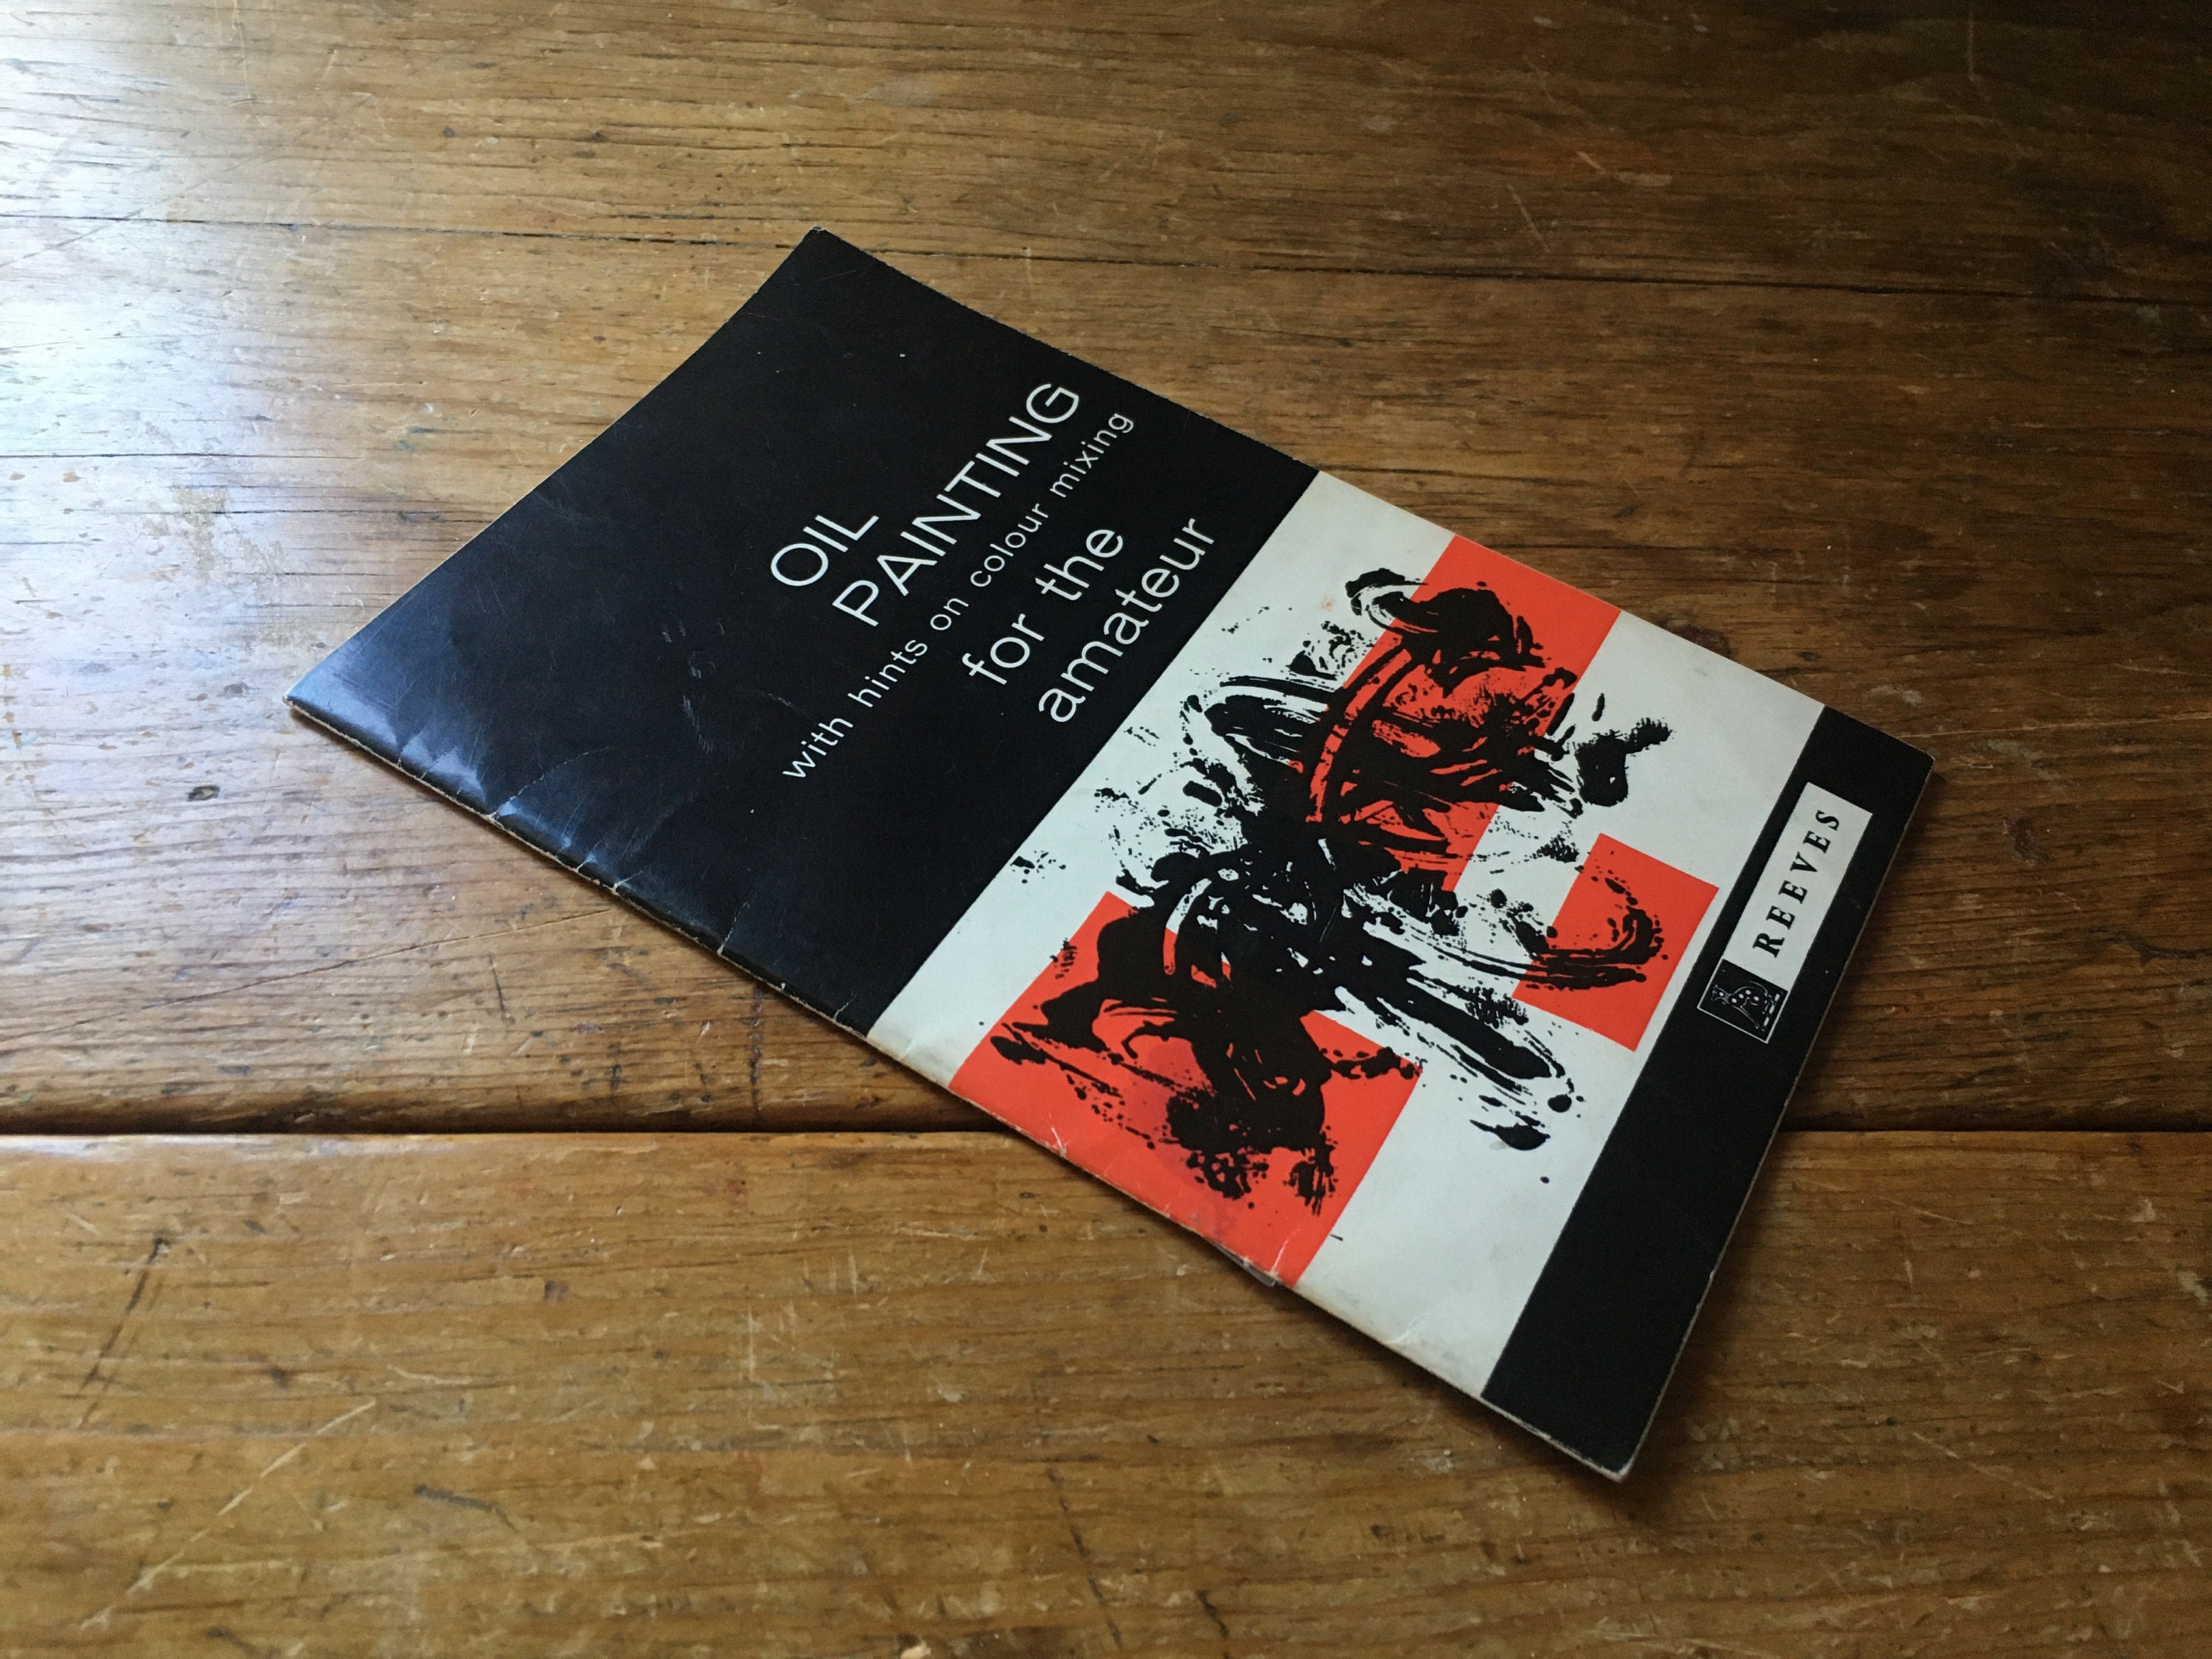 OIL
PAINTING
with hints on colour mixing
for the
amateur
REEVES